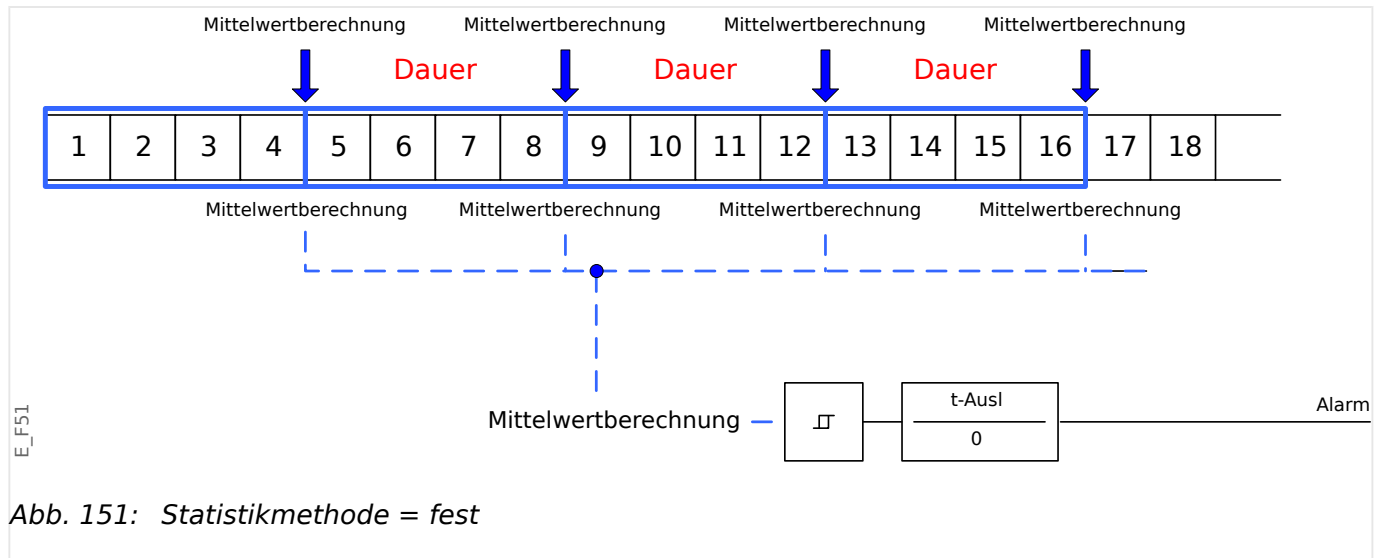 Mittelwertberechnung Mittelwertberechnung Mittelwertberechnung Mittelwertberechnung
Dauer Dauer Dauer
1 2 3 4 5 6 7 8 9 10 11 12 13 14 15 16 17 18
Mittelwertberechnung Mittelwertberechnung Mittelwertberechnung Mittelwertberechnung
t-Ausl
Alarm
Mittelwertberechnung
0
E_F51
Abb. 151: Statistikmethode = fest